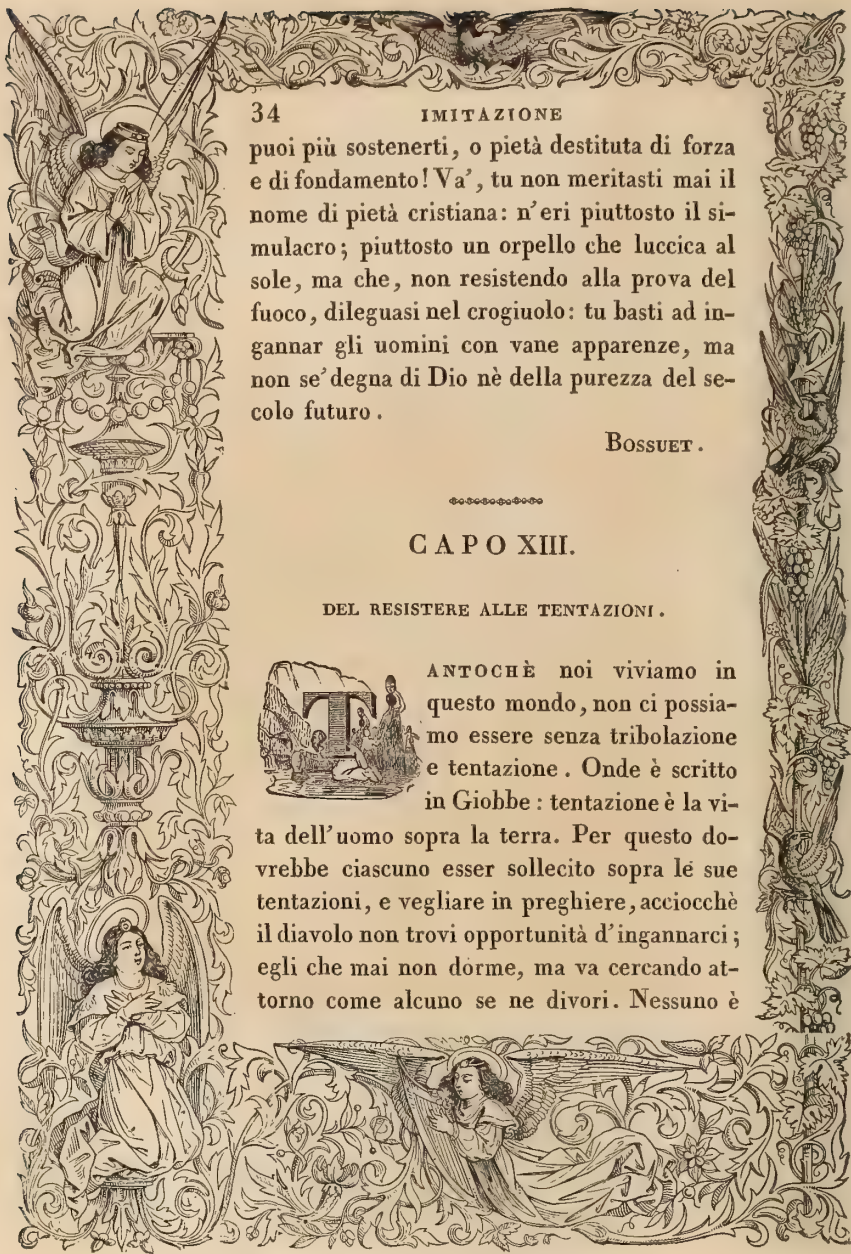 34 IMITAZIONE
puoi più sostenerti, o pietà destituta di forza
e di fondamento! Va', tu non meritasti mai il
nome di pietà cristiana: n'eri piuttosto il si-
mulacro; piuttosto un orpello che luccica al
sole, ma che, non resistendo alla prova del
fuoco, dileguasi nel crogiuolo: tu basti ad in-
gannar gli uomini con vane apparenze, ma
non se' degna di Dio nè della purezza del se-
colo futuro.
BOSSUET.
CAPO XIII.
DEL RESISTERE ALLE TENTAZIONI.
TANTOCHÈ noi viviamo in
questo mondo, non ci possia-
mo essere senza tribolazione
e tentazione. Onde è scritto
in Giobbe: tentazione è la vi-
ta dell'uomo sopra la terra. Per questo do-
vrebbe ciascuno esser sollecito sopra le sue
tentazioni, e vegliare in preghiere, acciocchè
il diavolo non trovi opportunità d'ingannarci;
egli che mai non dorme, ma va cercando at-
torno come alcuno se ne divori. Nessuno è